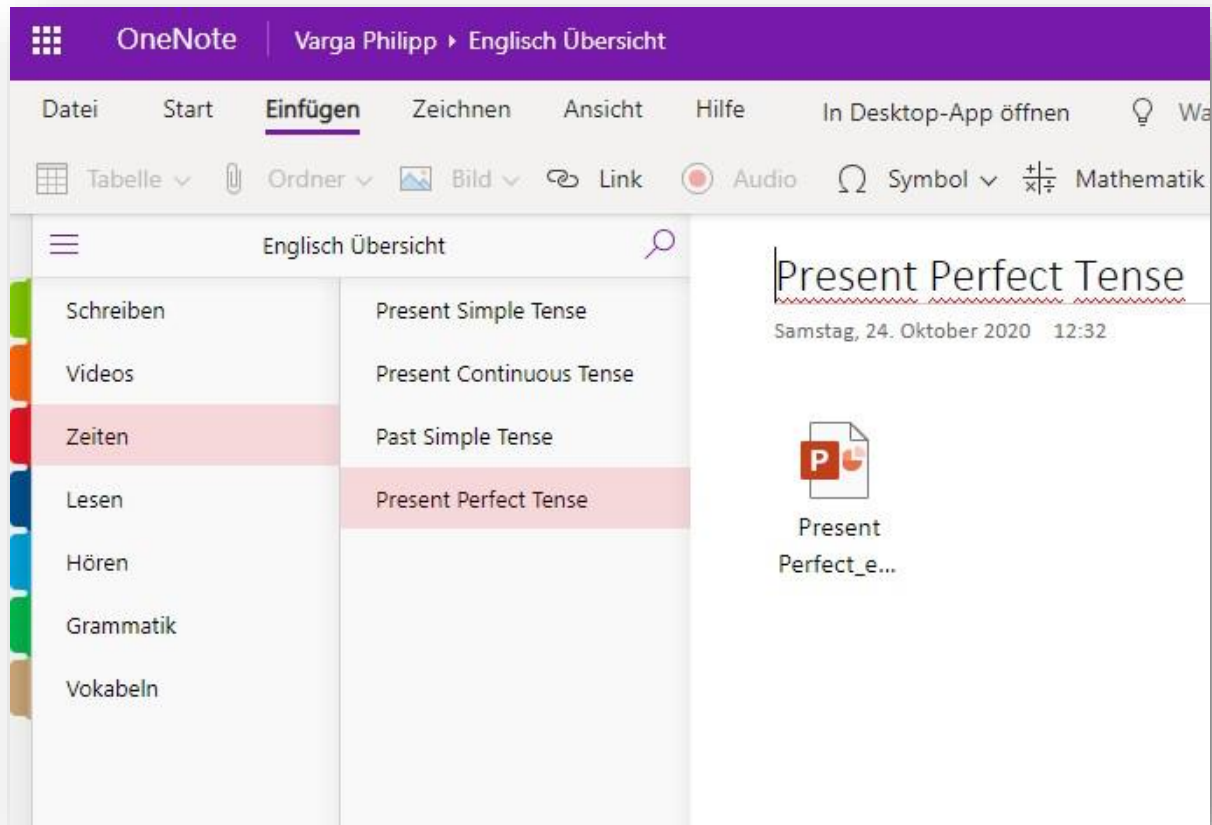 OneNote Varga Philipp ▸ Englisch Übersicht
Datei Start Einfügen Zeichnen Ansicht Hilfe In Desktop-App öffnen
Tabelle Ordner Bild Link Audio Symbol Mathematik
Englisch Übersicht
Schreiben
Videos
Zeiten
Lesen
Hören
Grammatik
Vokabeln
Present Simple Tense
Present Continuous Tense
Past Simple Tense
Present Perfect Tense
Present Perfect Tense
Samstag, 24. Oktober 2020 12:32
Present
Perfect_e...